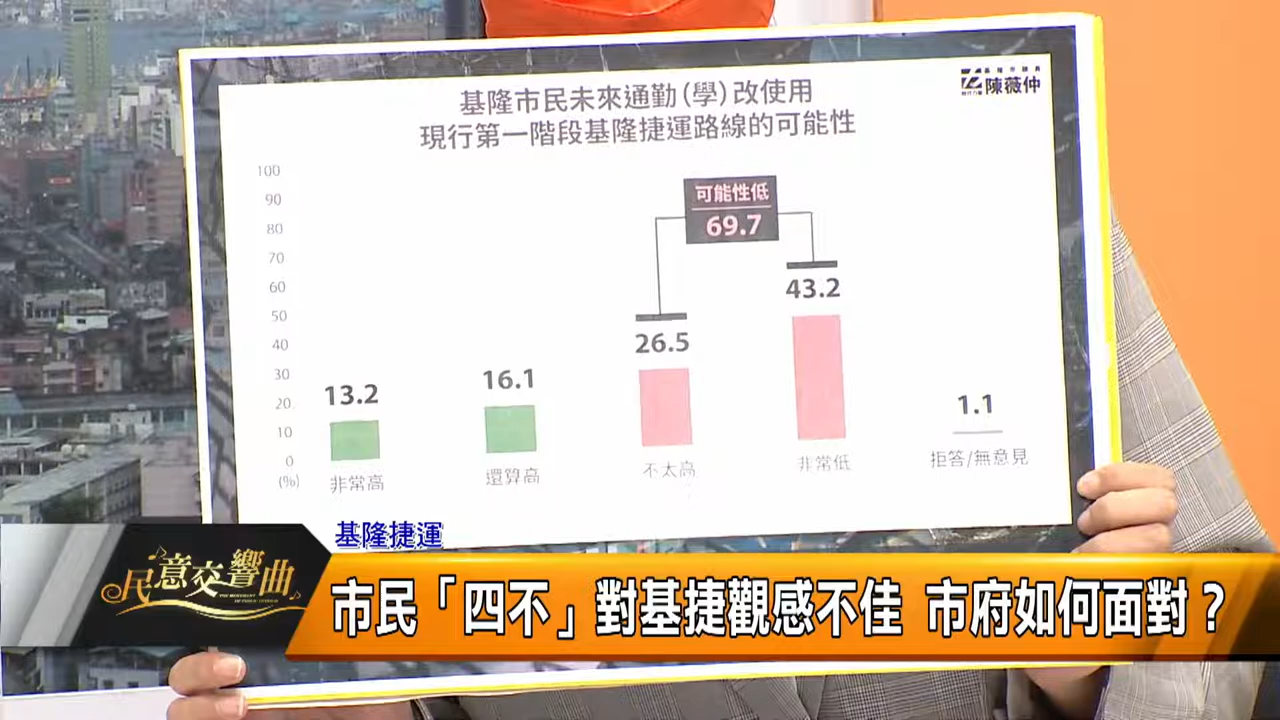 基隆市民未來通勤(學)改使用
現行第一階段基隆捷運路線的可能性
陳薇仲
100
90
80
70
60
50
40
30
20
10
0
(%)
可能性低
69.7
13.2
16.1
26.5
43.2
1.1
非常高
還算高
不太高
非常低
拒答/無意見
基隆捷運
民意交響曲
市民「四不」對基捷觀感不佳 市府如何面對?